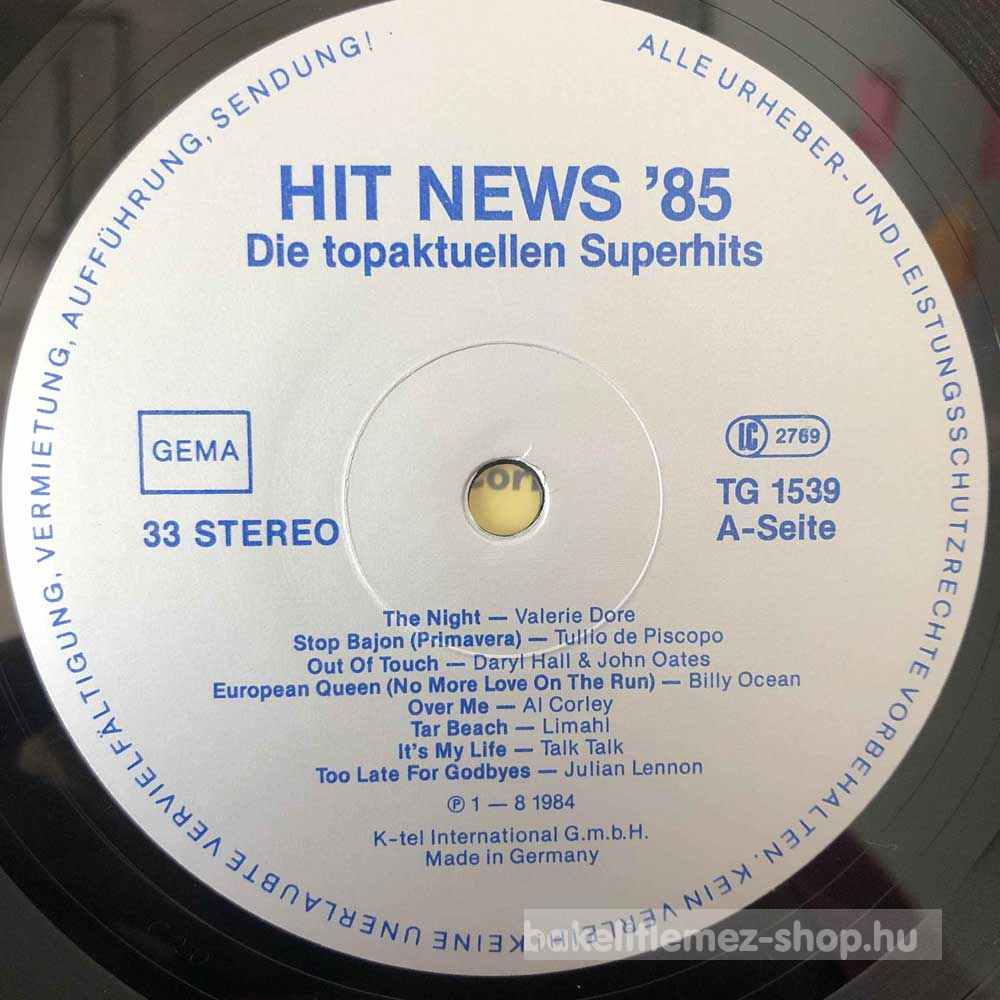 ALLE URHEBER- UND LEISTUNGSSCHUTZRECHTE VORBEHALTEN. KEIN VERLEIH! KEINE UNERLAUBTE VERVIELFÄLTIGUNG, VERMIETUNG, AUFFÜHRUNG, SENDUNG!
HIT NEWS ’85
Die topaktuellen Superhits
GEMA
33 STEREO
LC 2769
TG 1539
A-Seite
The Night — Valerie Dore
Stop Bajon (Primavera) — Tullio de Piscopo
Out Of Touch — Daryl Hall & John Oates
European Queen (No More Love On The Run) — Billy Ocean
Over Me — Al Corley
Tar Beach — Limahl
It's My Life — Talk Talk
Too Late For Godbyes — Julian Lennon
℗ 1 — 8 1984
K-tel International G.m.b.H.
Made in Germany
bakeliflemez-shop.hu